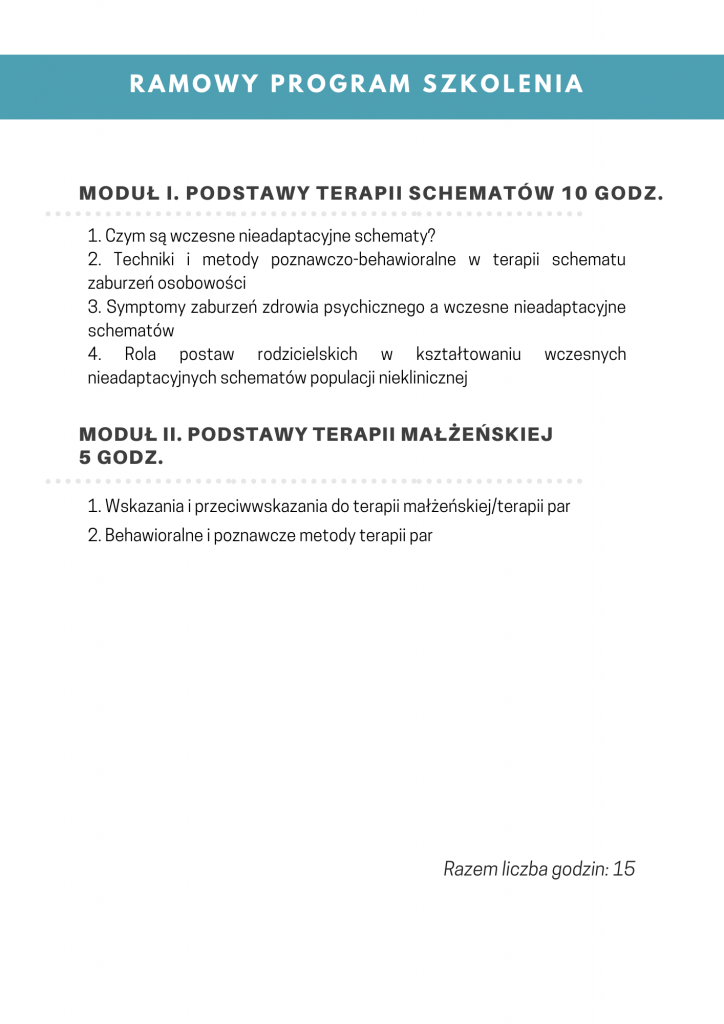 RAMOWY PROGRAM SZKOLENIA
MODUŁ I. PODSTAWY TERAPII SCHEMATÓW 10 GODZ.
1. Czym są wczesne nieadaptacyjne schematy?
2. Techniki i metody poznawczo-behawioralne w terapii schematu
zaburzeń osobowości
3. Symptomy zaburzeń zdrowia psychicznego a wczesne nieadaptacyjne
schematów
4. Rola postaw rodzicielskich w kształtowaniu wczesnych
nieadaptacyjnych schematów populacji nieklinicznej
MODUŁ II. PODSTAWY TERAPII MAŁŻEŃSKIEJ
5 GODZ.
1. Wskazania i przeciwwskazania do terapii małżeńskiej/terapii par
2. Behawioralne i poznawcze metody terapii par
Razem liczba godzin: 15